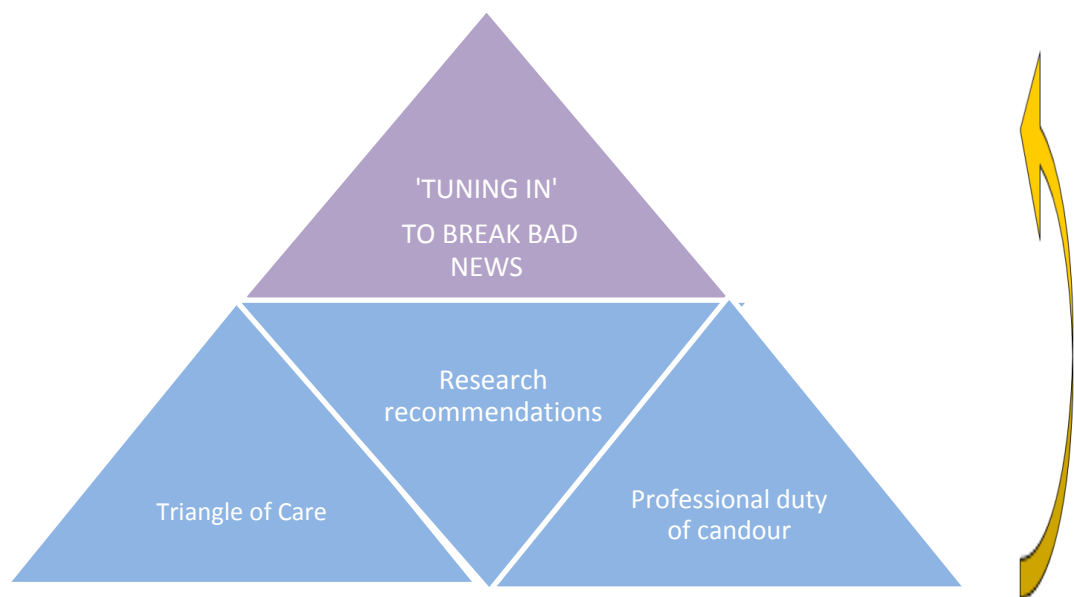 'TUNING IN'
TO BREAK BAD
NEWS
Research
recommendations
Triangle of Care
Professional duty
of candour